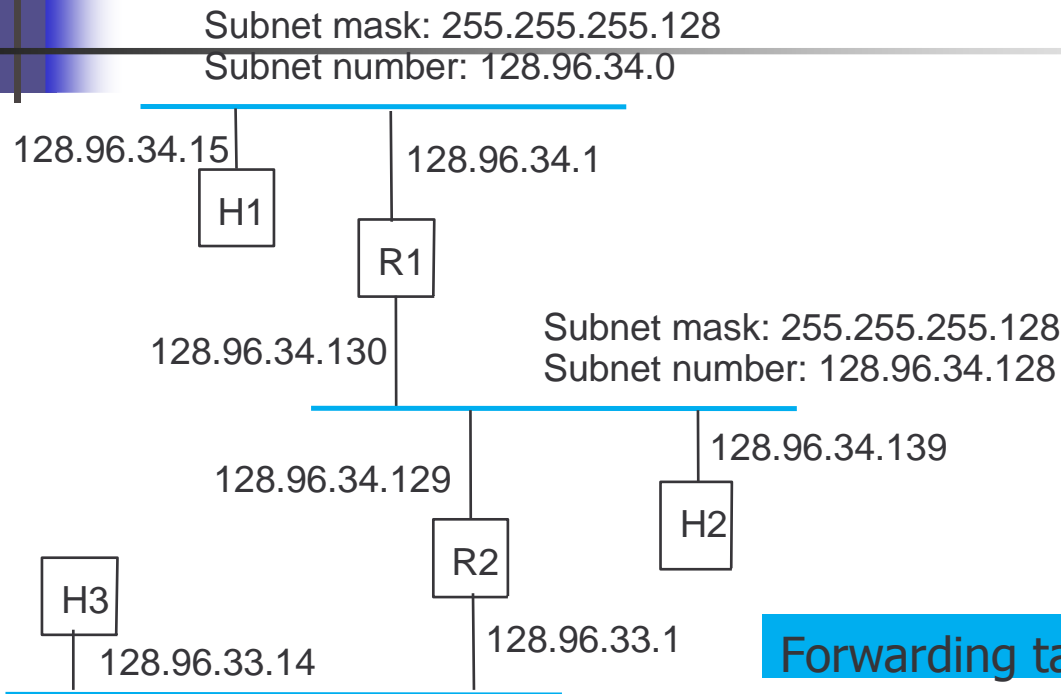 Subnet mask: 255.255.255.128
Subnet number: 128.96.34.0
128.96.34.15
128.96.34.1
H1
R1
128.96.34.130
Subnet mask: 255.255.255.128
Subnet number: 128.96.34.128
128.96.34.129
128.96.34.139
H2
R2
H3
128.96.33.14
128.96.33.1
Forwarding ta